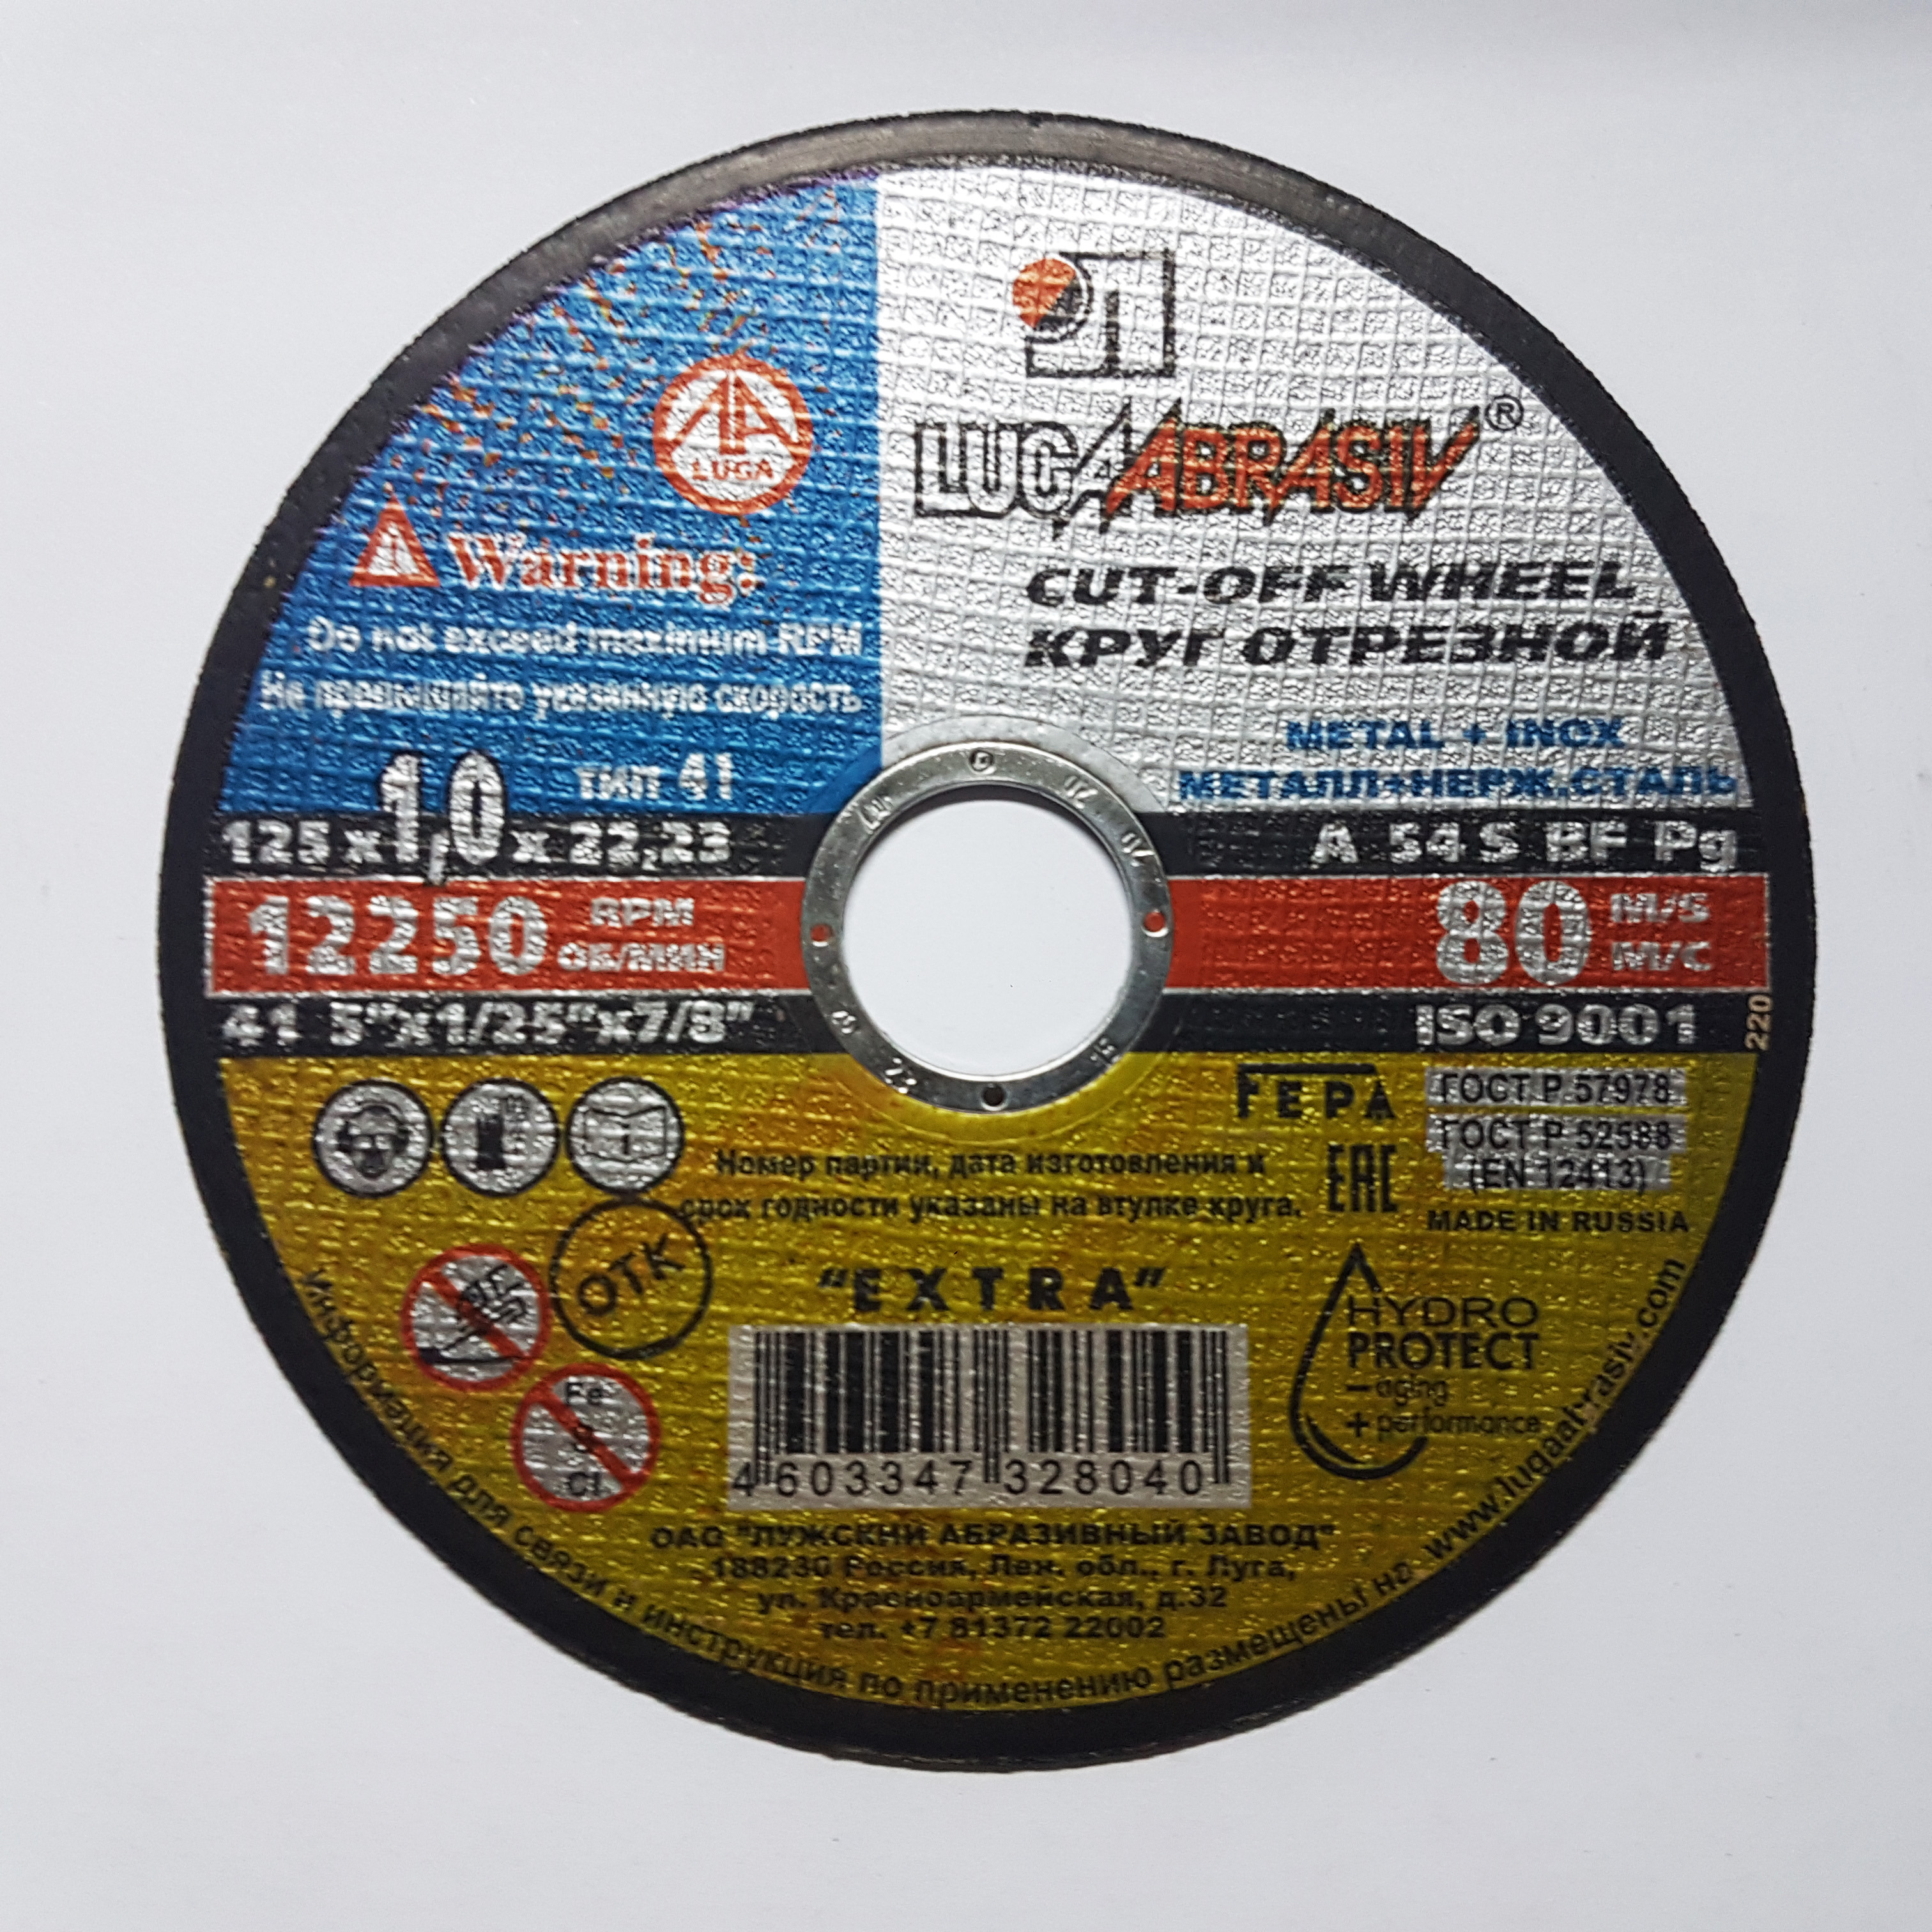 LUGAABRASIV®
LUGA
Warning:
CUT-OFF WHEEL
КРУГ ОТРЕЗНОЙ
Do not exceed maximum RPM
Не превышайте указанную скорость
METAL + INOX
МЕТАЛЛ+НЕРЖ.СТАЛЬ
тип 41
125 x 1,0 x 22,23
A 54 S BF Pg
12250 RPM
ОБ/МИН
80 M/S
М/С
41 5"x1/25"x7/8"
ISO 9001
220
FEPA
ГОСТ Р 57978
ГОСТ Р 52588
(EN 12413)
EAC
MADE IN RUSSIA
Номер партии, дата изготовления и
срок годности указаны на втулке круга.
ОТК
"EXTRA"
HYDRO
PROTECT
– aging
+ performance
Fe
S
Cl
4 603347 328040
ОАО "ЛУЖСКИЙ АБРАЗИВНЫЙ ЗАВОД"
188230 Россия, Лен. обл., г. Луга,
ул. Красноармейская, д.32
тел. +7 81372 22002
Информация для связи и инструкция по применению размещены на www.lugaabrasiv.com